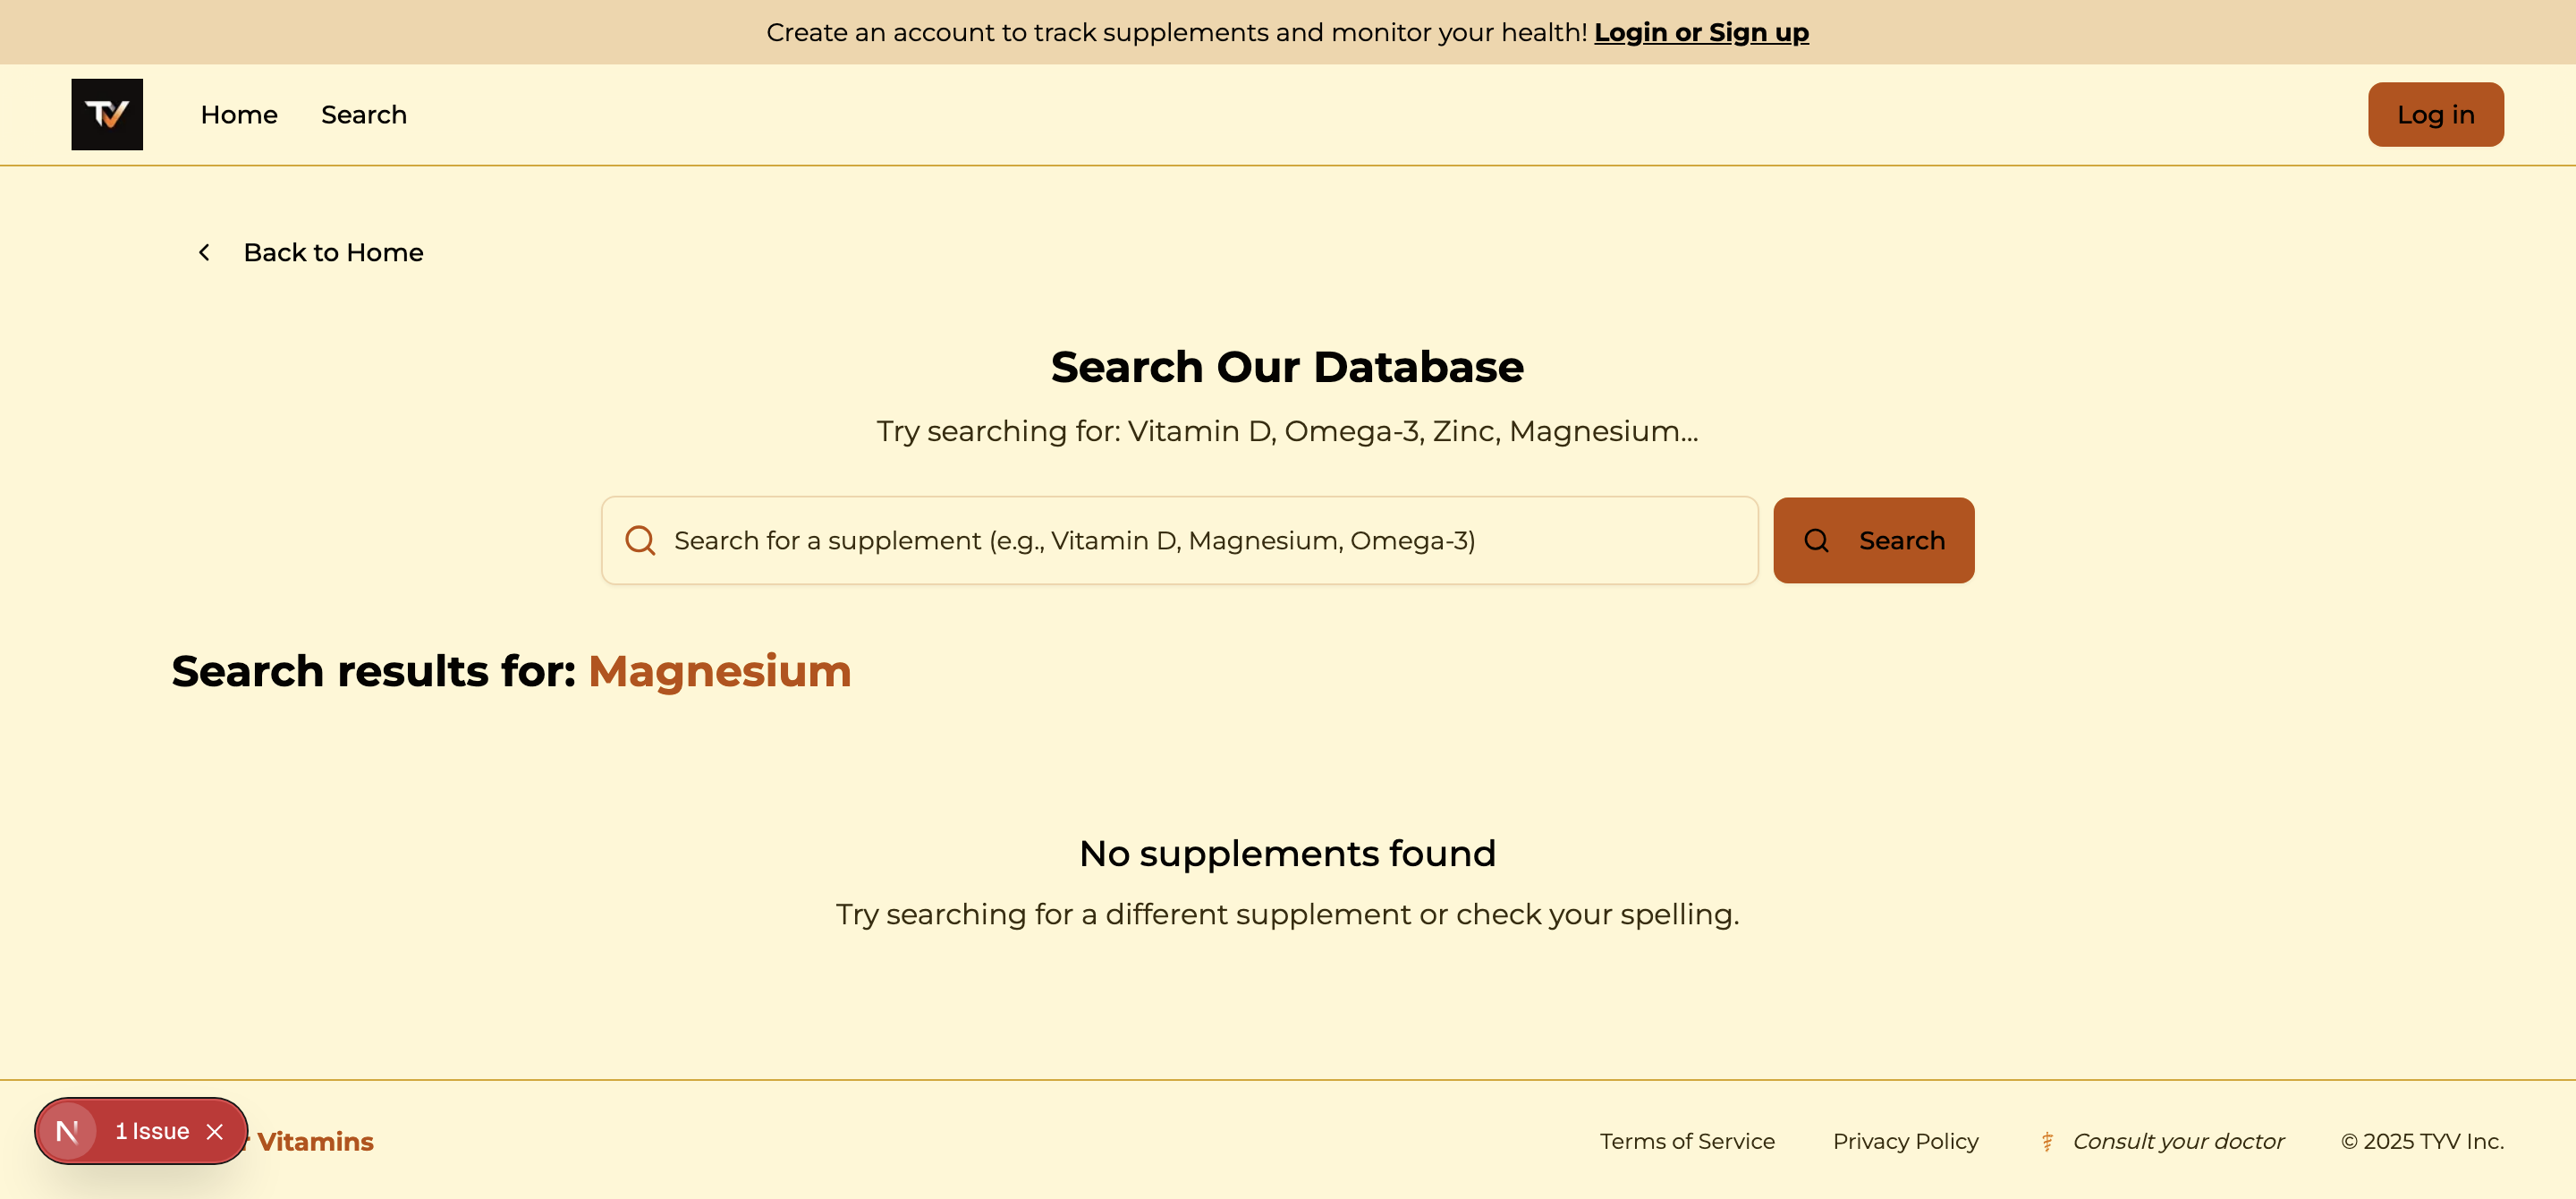 Create an account to track supplements and monitor your health! Login or Sign up
TV
Home
Search
Log in
Back to Home
Search Our Database
Try searching for: Vitamin D, Omega-3, Zinc, Magnesium...
Search for a supplement (e.g., Vitamin D, Magnesium, Omega-3)
Search
Search results for: Magnesium
No supplements found
Try searching for a different supplement or check your spelling.
N
1 Issue
Vitamins
Terms of Service
Privacy Policy
Consult your doctor
© 2025 TYV Inc.